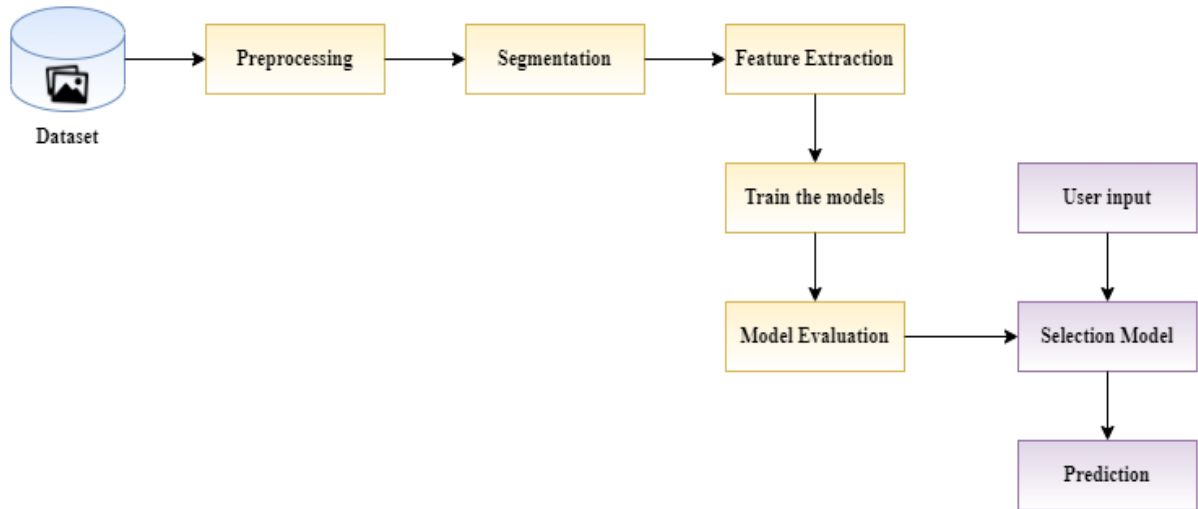 Preprocessing
Segmentation
Feature Extraction
Dataset
Train the models
User input
Model Evaluation
Selection Model
Prediction